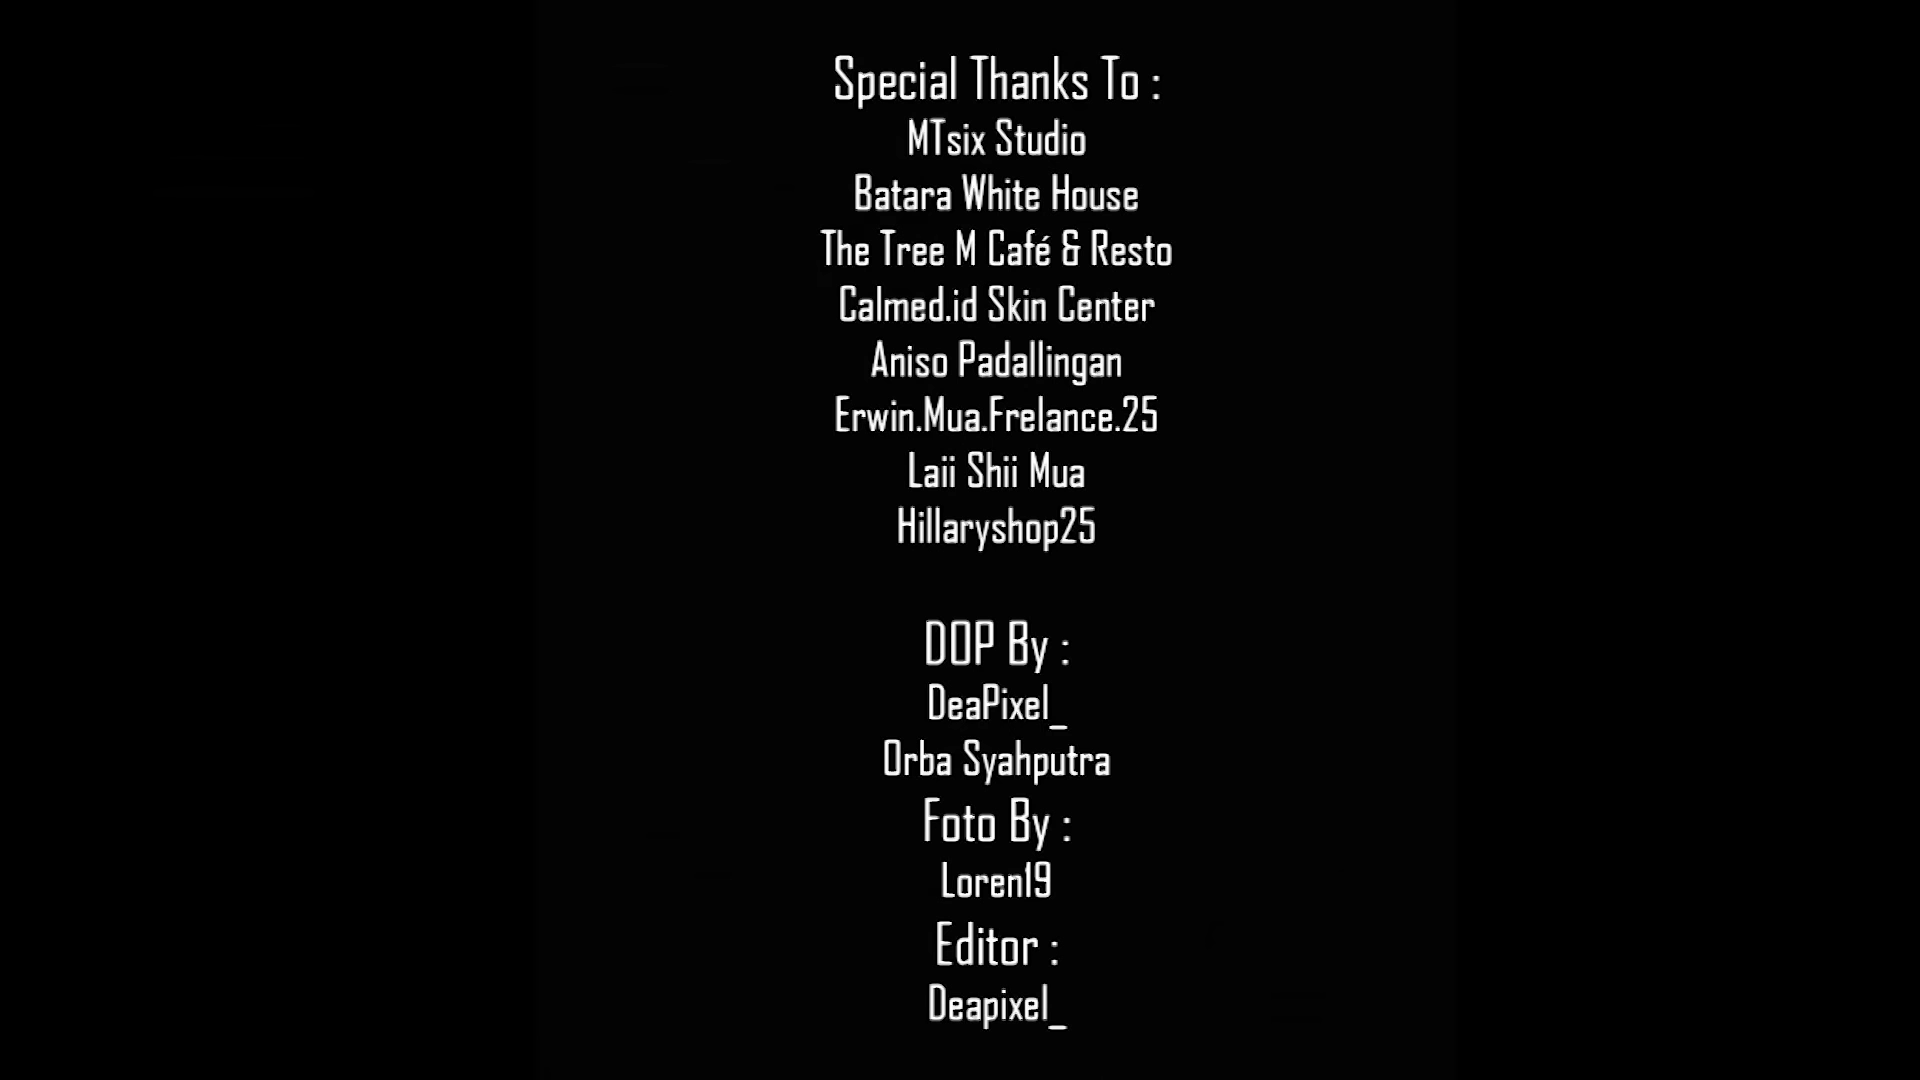 Special Thanks To :
MTsix Studio
Batara White House
The Tree M Café & Resto
Calmed.id Skin Center
Aniso Padallingan
Erwin.Mua.Frelance.25
Laii Shii Mua
Hillaryshop25
DOP By :
DeaPixel_
Orba Syahputra
Foto By :
Loren19
Editor :
Deapixel_